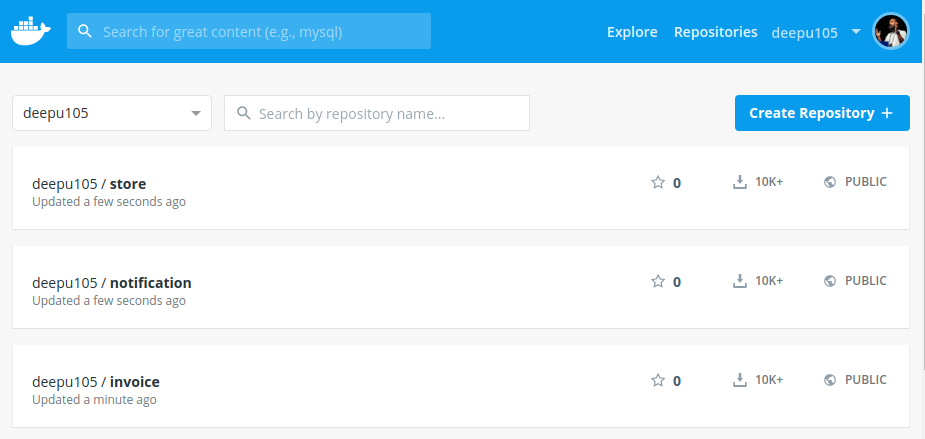 Search for great content (e.g., mysql)
Explore Repositories deepu105
deepu105
Search by repository name...
Create Repository +
deepu105 / store
Updated a few seconds ago
0 10K+ PUBLIC
deepu105 / notification
Updated a few seconds ago
0 10K+ PUBLIC
deepu105 / invoice
Updated a minute ago
0 10K+ PUBLIC